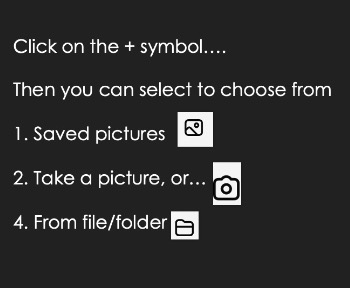 Click on the + symbol....
Then you can select to choose from
1. Saved pictures
2. Take a picture, or...
4. From file/folder